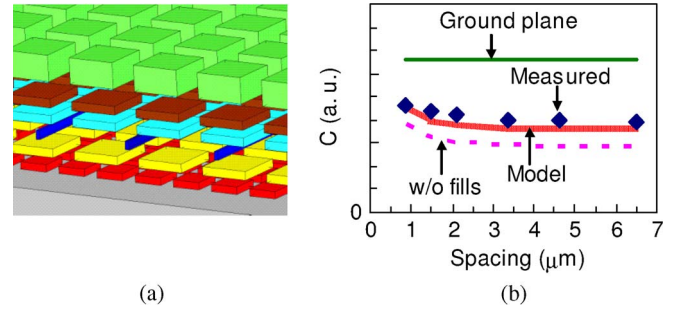 Ground plane
Measured
C (a. u.)
w/o fills
Model
0
0 1 2 3 4 5 6 7
Spacing (μm)
(a) (b)